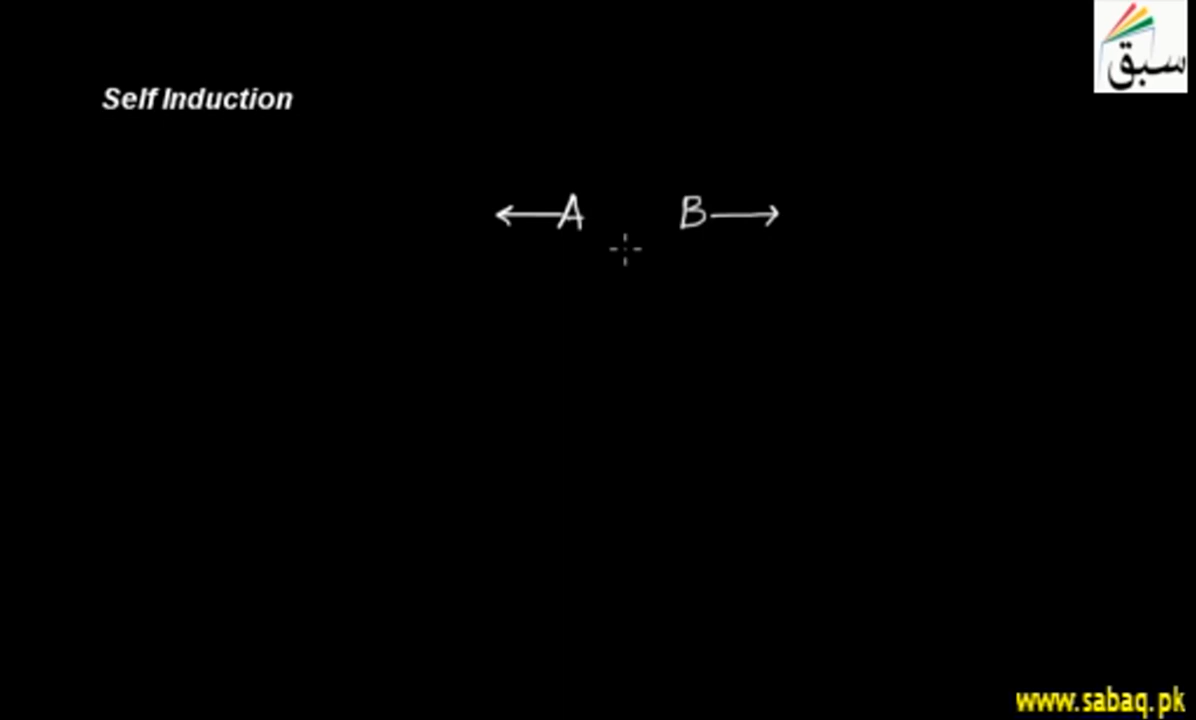 سبق
Self Induction
←A B→
www.sabaq.pk